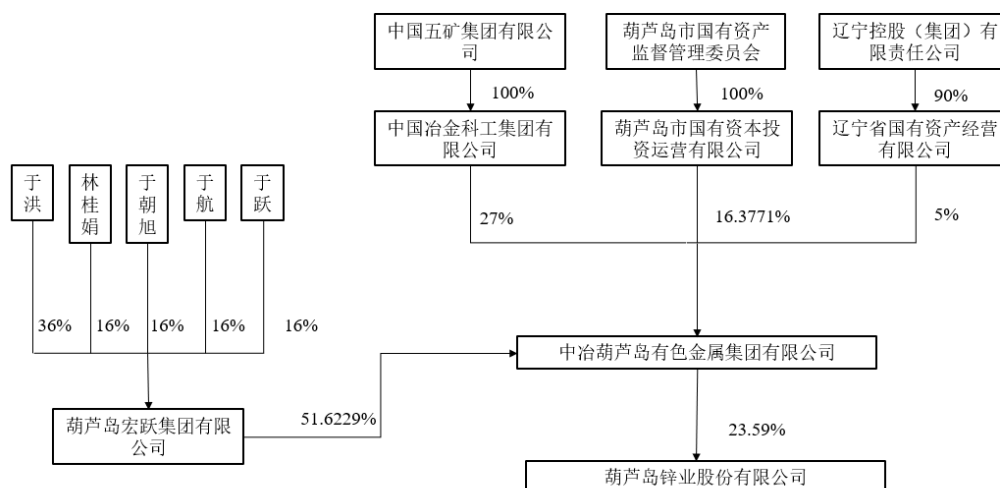 中国五矿集团有限公
司
葫芦岛市国有资产
监督管理委员会
辽宁控股（集团）有
限责任公司
100%
100%
90%
中国冶金科工集团有
限公司
葫芦岛市国有资本投
资运营有限公司
辽宁省国有资产经营
有限公司
于
洪
林
桂
娟
于
朝
旭
于
航
于
跃
27%
16.3771%
5%
36%
16%
16%
16%
16%
中冶葫芦岛有色金属集团有限公司
葫芦岛宏跃集团有限
公司
51.6229%
23.59%
葫芦岛锌业股份有限公司